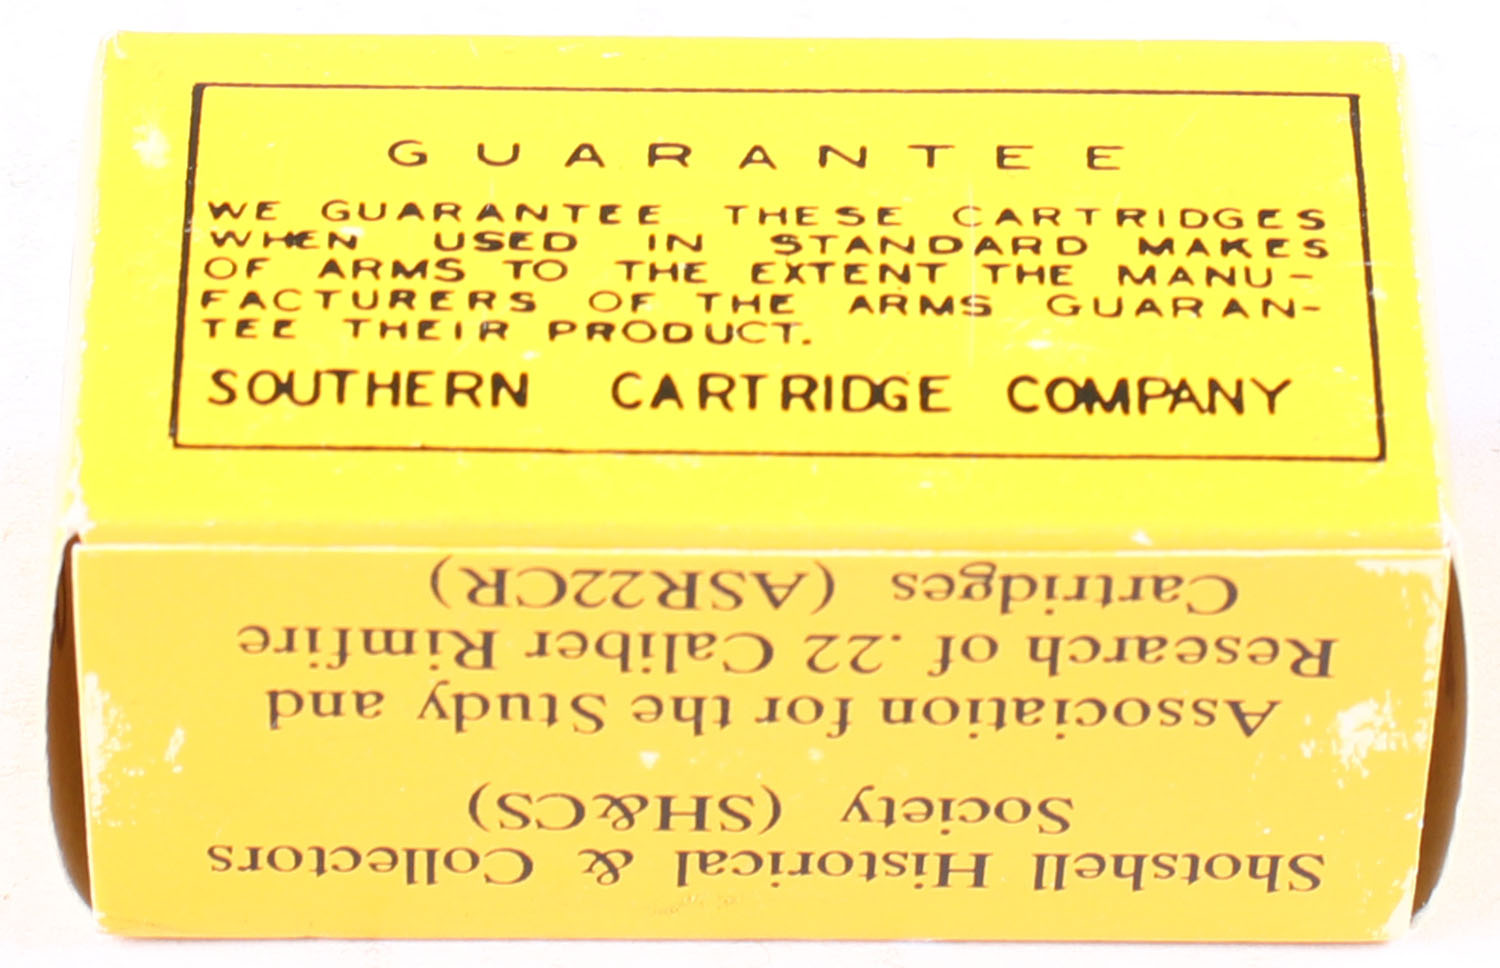 GUARANTEE
WE GUARANTEE THESE CARTRIDGES
WHEN USED IN STANDARD MAKES
OF ARMS TO THE EXTENT THE MANU-
FACTURERS OF THE ARMS GUARAN-
TEE THEIR PRODUCT.
SOUTHERN CARTRIDGE COMPANY
Shotshell Historical & Collectors
Society (SH&CS)
Association for the Study and
Research of .22 Caliber Rimfire
Cartridges (ASR22CR)